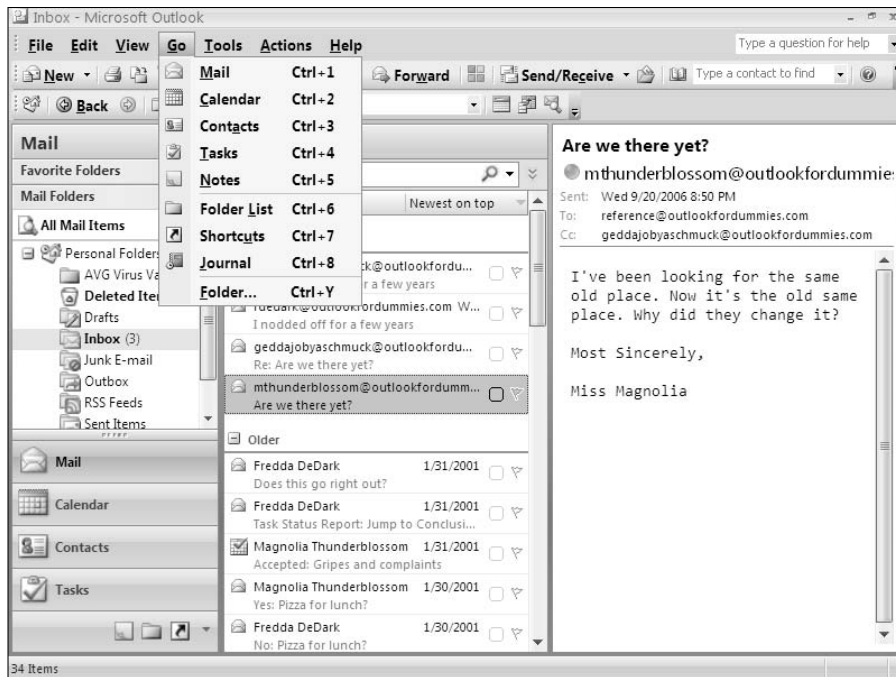 Inbox - Microsoft Outlook
File Edit View Go Tools Actions Help
Type a question for help
New
Forward
Send/Receive
Type a contact to find
Back
Mail Ctrl+1
Calendar Ctrl+2
Contacts Ctrl+3
Tasks Ctrl+4
Notes Ctrl+5
Folder List Ctrl+6
Shortcuts Ctrl+7
Journal Ctrl+8
Folder... Ctrl+Y
Mail
Favorite Folders
Mail Folders
All Mail Items
Personal Folders
AVG Virus Va
Deleted Ite
Drafts
Inbox (3)
Junk E-mail
Outbox
RSS Feeds
Sent Items
Mail
Calendar
Contacts
Tasks
34 Items
Newest on top
ck@outlookfordu...
r a few years
ruedark@outlookfordummies.com W...
I nodded off for a few years
geddajobyaschmuck@outlookfordu...
Re: Are we there yet?
mthunderblossom@outlookfordumm...
Are we there yet?
Older
Fredda DeDark 1/31/2001
Does this go right out?
Fredda DeDark 1/31/2001
Task Status Report: Jump to Conclusi...
Magnolia Thunderblossom 1/31/2001
Accepted: Gripes and complaints
Magnolia Thunderblossom 1/30/2001
Yes: Pizza for lunch?
Fredda DeDark 1/30/2001
No: Pizza for lunch?
Are we there yet?
mthunderblossom@outlookfordummie
Sent: Wed 9/20/2006 8:50 PM
To: reference@outlookfordummies.com
Cc: geddajobyaschmuck@outlookfordummies.com
I've been looking for the same
old place. Now it's the old same
place. Why did they change it?
Most Sincerely,
Miss Magnolia